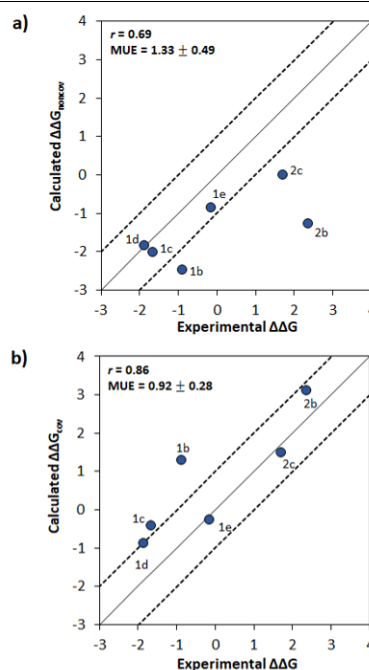 a)
r = 0.69
MUE = 1.33 ± 0.49
Calculated ΔΔGnoncov
4
3
2
1
0
-1
-2
-3
2c
1e
2b
1d
1c
1b
-3 -2 -1 0 1 2 3 4
Experimental ΔΔG
b)
r = 0.86
MUE = 0.92 ± 0.28
Calculated ΔΔGcov
4
3
2
1
0
-1
-2
-3
2b
1b
2c
1c
1e
1d
-3 -2 -1 0 1 2 3 4
Experimental ΔΔG